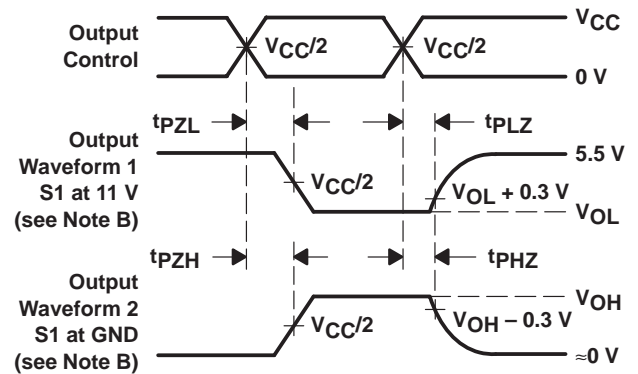 Output
Control
VCC/2
VCC/2
VCC
0 V
tPZL
tPLZ
Output
Waveform 1
S1 at 11 V
(see Note B)
VCC/2
VOL + 0.3 V
5.5 V
VOL
tPZH
tPHZ
Output
Waveform 2
S1 at GND
(see Note B)
VCC/2
VOH – 0.3 V
VOH
≈0 V